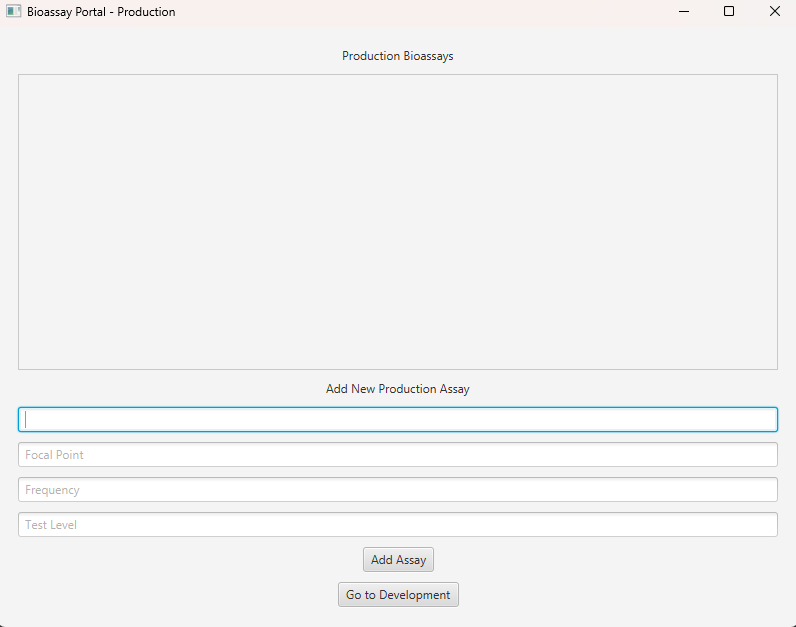 Bioassay Portal - Production
Production Bioassays
Add New Production Assay
Focal Point
Frequency
Test Level
Add Assay
Go to Development